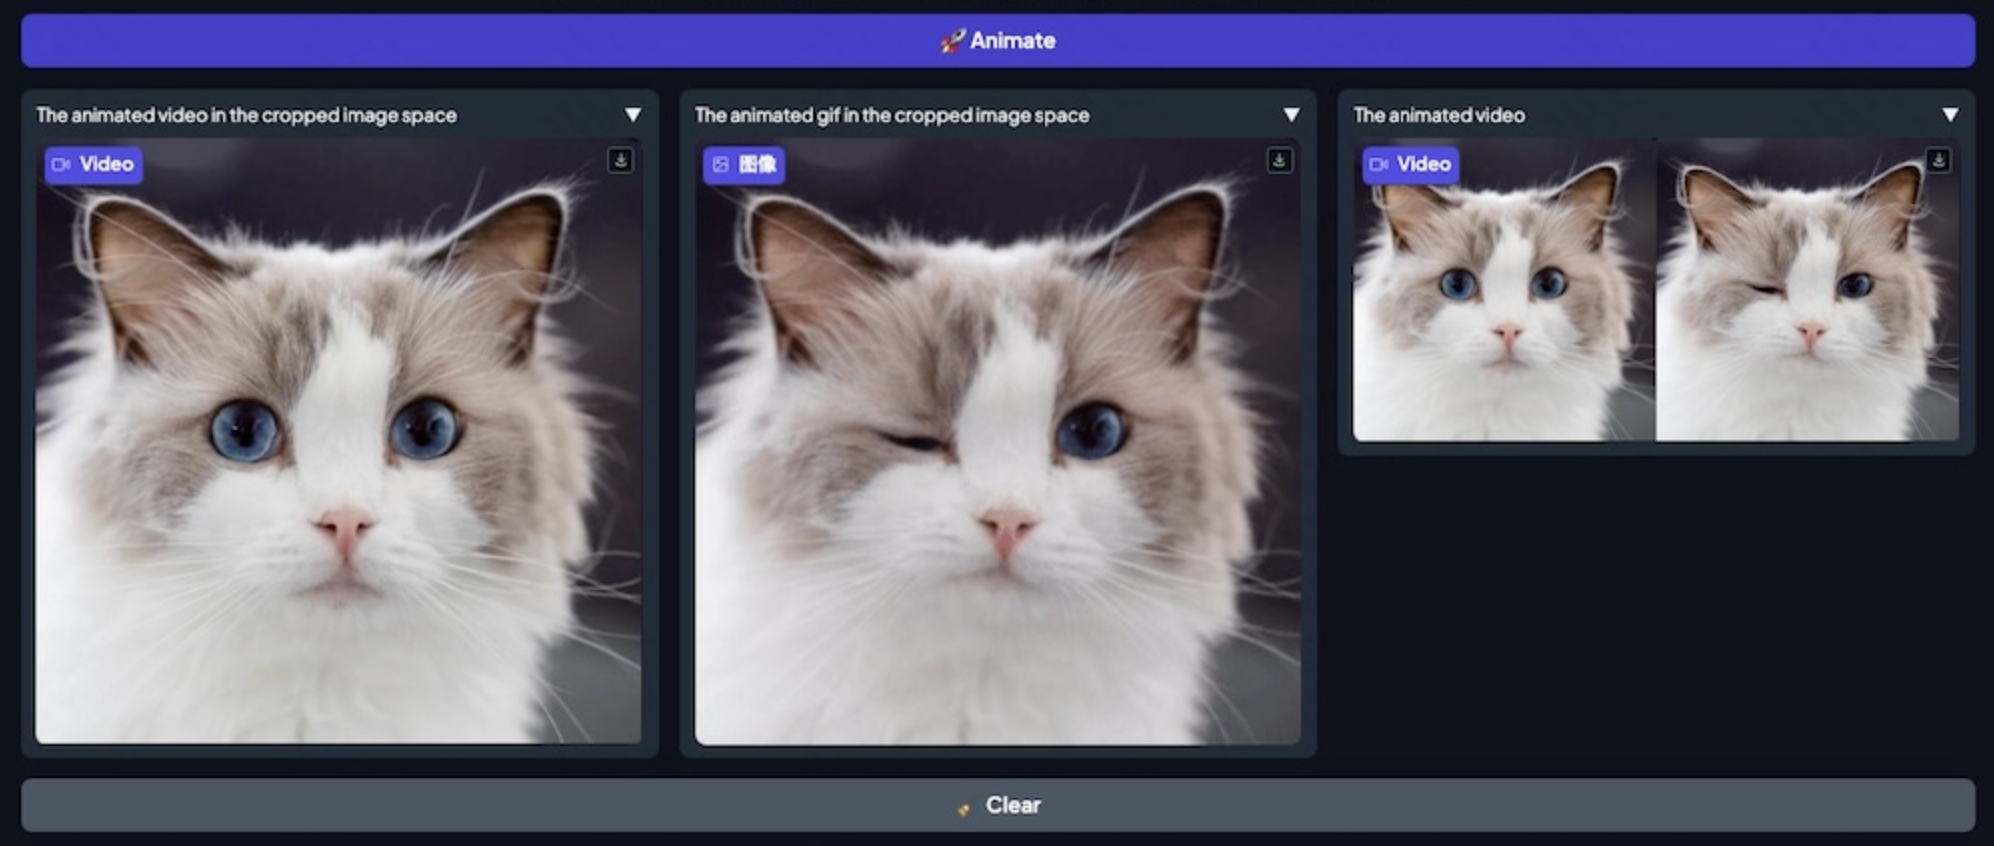 🚀 Animate
The animated video in the cropped image space
Video
The animated gif in the cropped image space
图像
The animated video
Video
Clear